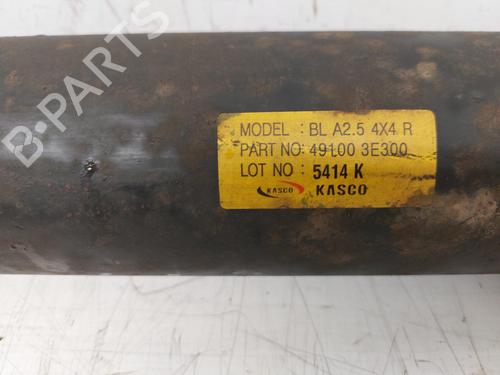 MODEL : BL A2.5 4X4 R
PART NO: 49100 3E300
LOT NO : 5414 K
KASCO KASCO
B-Parts